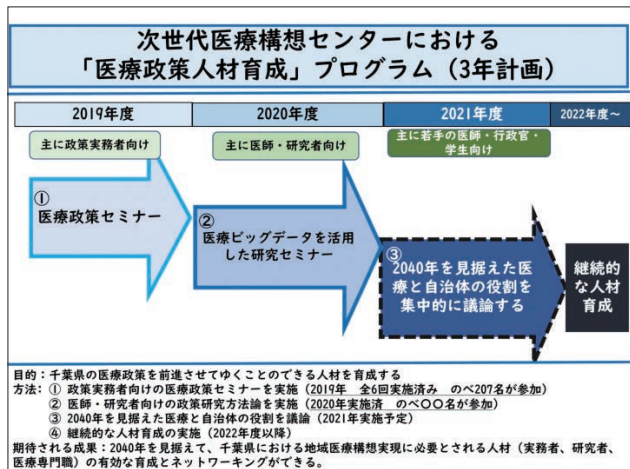 次世代医療構想センターにおける
「医療政策人材育成」プログラム（3年計画）
2019年度
2020年度
2021年度
2022年度～
主に政策実務者向け
主に医師・研究者向け
主に若手の医師・行政官・
学生向け
①
医療政策セミナー
②
医療ビッグデータを活用
した研究セミナー
③
2040年を見据えた医
療と自治体の役割を
集中的に議論する
継続的
な人材
育成
目的：千葉県の医療政策を前進させてゆくことのできる人材を育成する
方法：① 政策実務者向けの医療政策セミナーを実施（2019年　全6回実施済み　のべ207名が参加）
② 医師・研究者向けの政策研究方法論を実施（2020年実施済　のべ〇〇名が参加）
③ 2040年を見据えた医療と自治体の役割を議論（2021年実施予定）
④ 継続的な人材育成の実施（2022年度以降）
期待される成果：2040年を見据えて、千葉県における地域医療構想実現に必要とされる人材（実務者、研究者、
医療専門職）の有効な育成とネットワーキングができる。